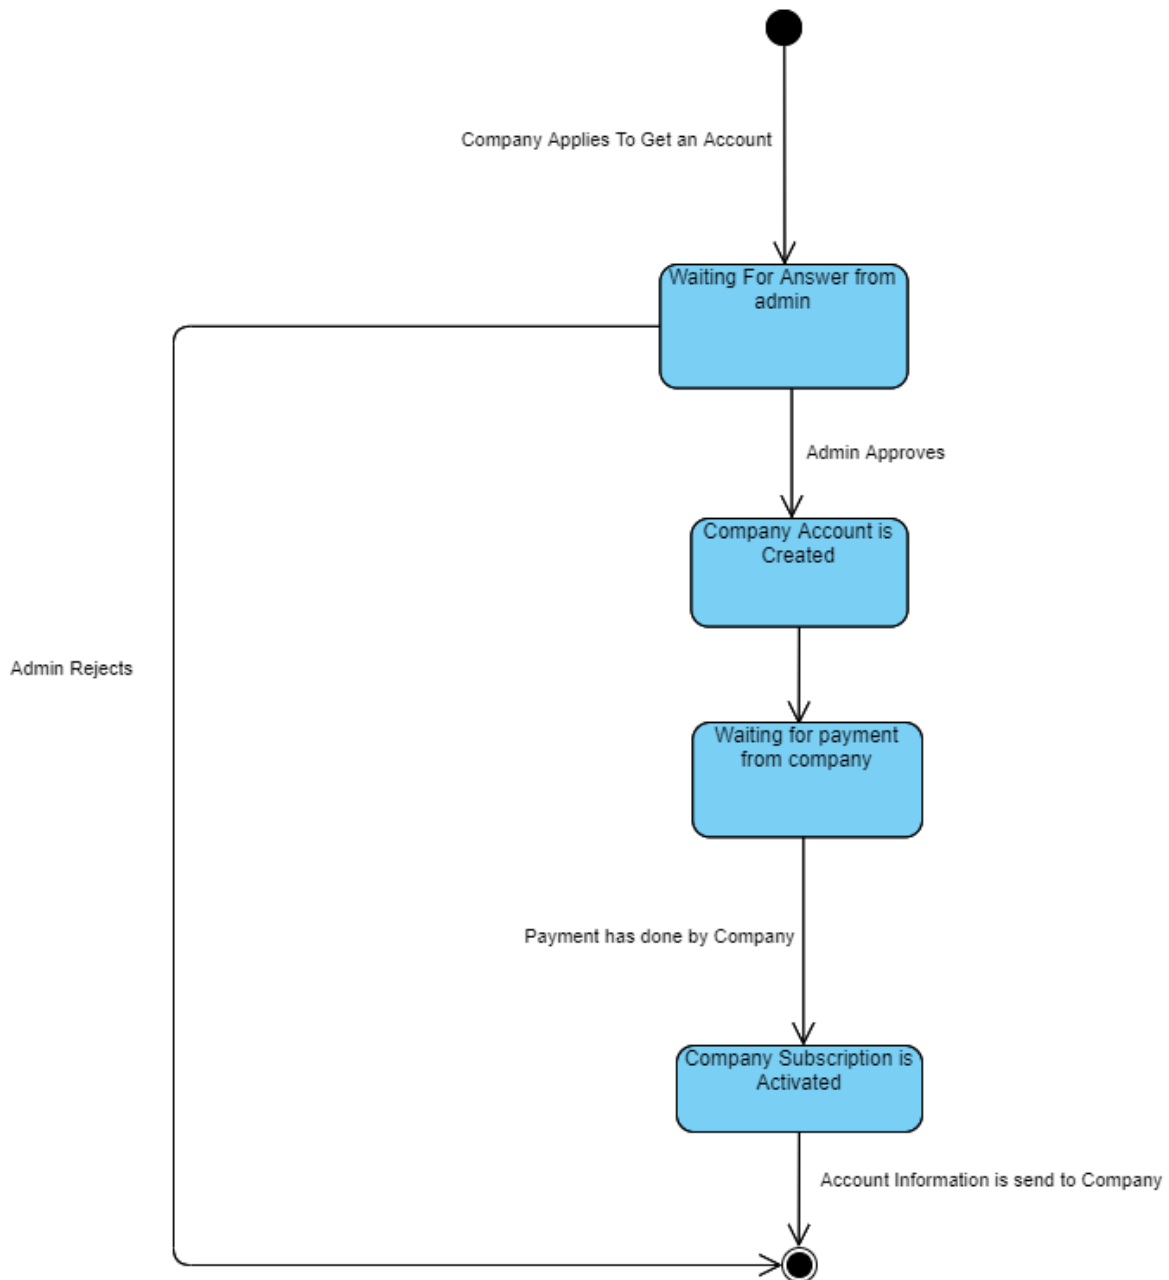 Company Applies To Get an Account
Waiting For Answer from
admin
Admin Approves
Company Account is
Created
Admin Rejects
Waiting for payment
from company
Payment has done by Company
Company Subscription is
Activated
Account Information is send to Company